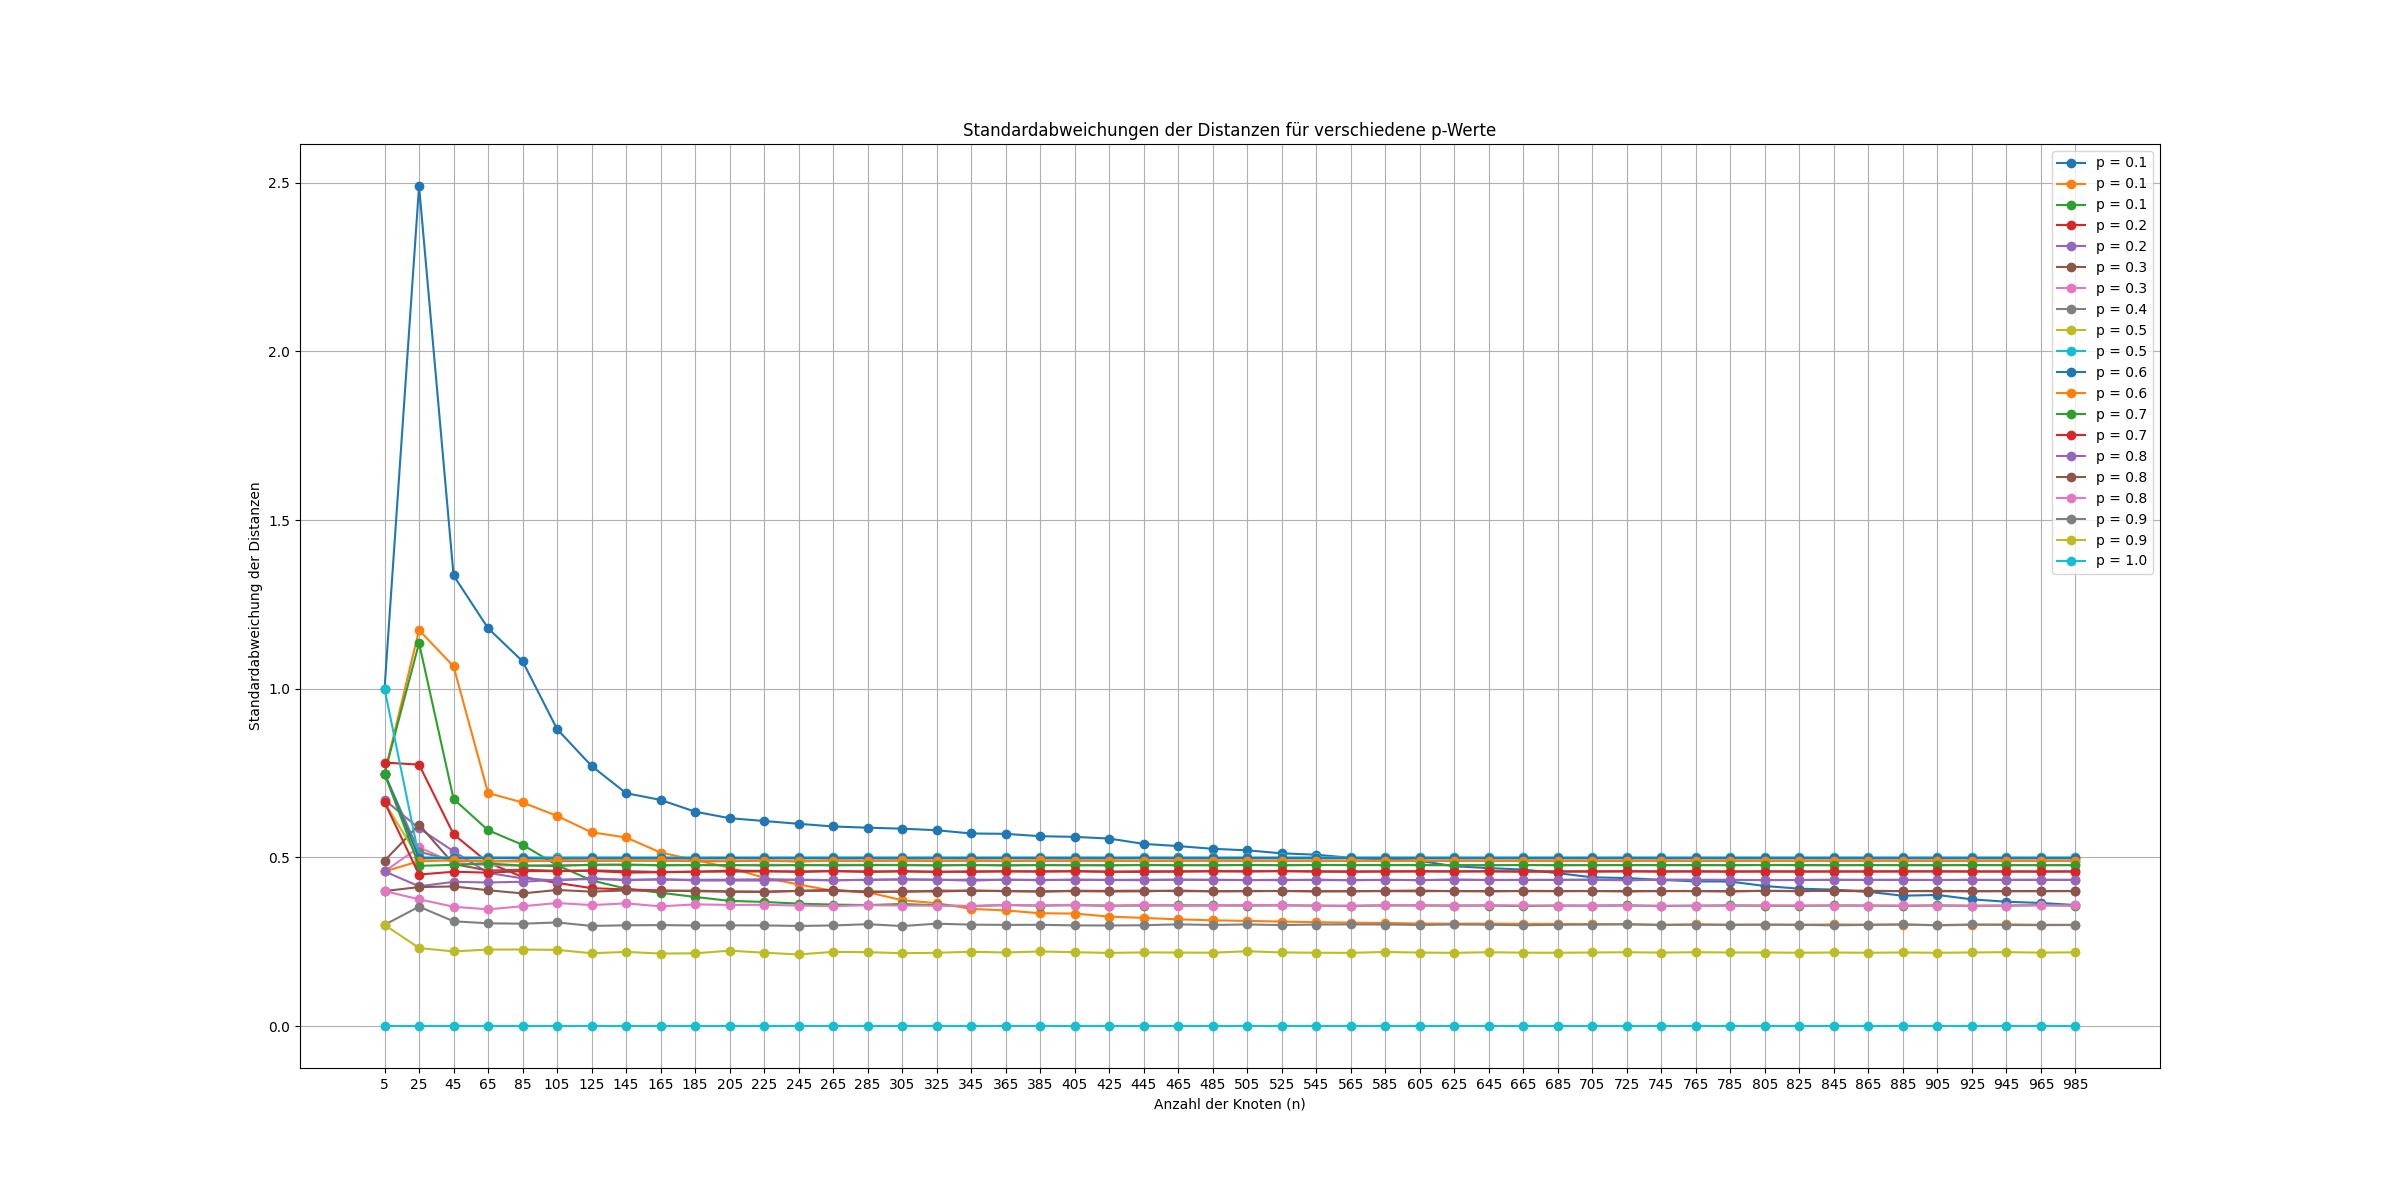 Standardabweichungen der Distanzen für verschiedene p-Werte
Standardabweichung der Distanzen
2.5
2.0
1.5
1.0
0.5
0.0
p = 0.1
p = 0.1
p = 0.1
p = 0.2
p = 0.2
p = 0.3
p = 0.3
p = 0.4
p = 0.5
p = 0.5
p = 0.6
p = 0.6
p = 0.7
p = 0.7
p = 0.8
p = 0.8
p = 0.8
p = 0.9
p = 0.9
p = 1.0
5 25 45 65 85 105 125 145 165 185 205 225 245 265 285 305 325 345 365 385 405 425 445 465 485 505 525 545 565 585 605 625 645 665 685 705 725 745 765 785 805 825 845 865 885 905 925 945 965 985
Anzahl der Knoten (n)